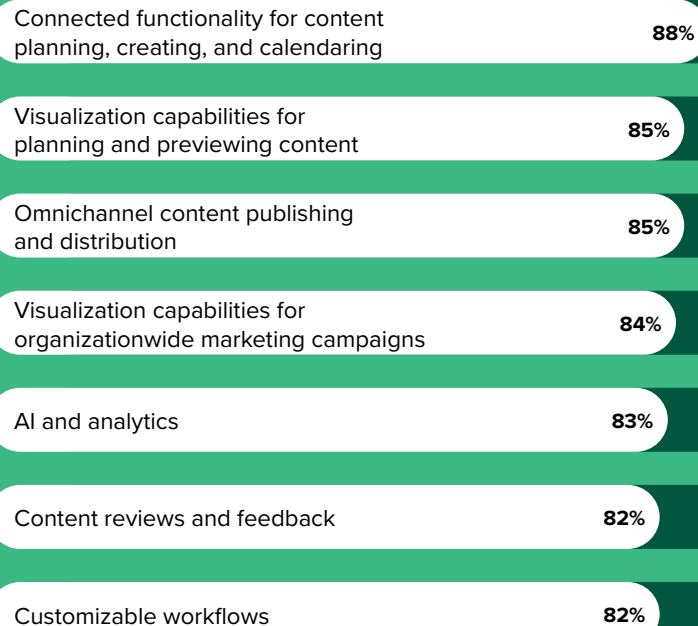 Connected functionality for content
planning, creating, and calendaring
88%
Visualization capabilities for
planning and previewing content
85%
Omnichannel content publishing
and distribution
85%
Visualization capabilities for
organizationwide marketing campaigns
84%
AI and analytics
83%
Content reviews and feedback
82%
Customizable workflows
82%